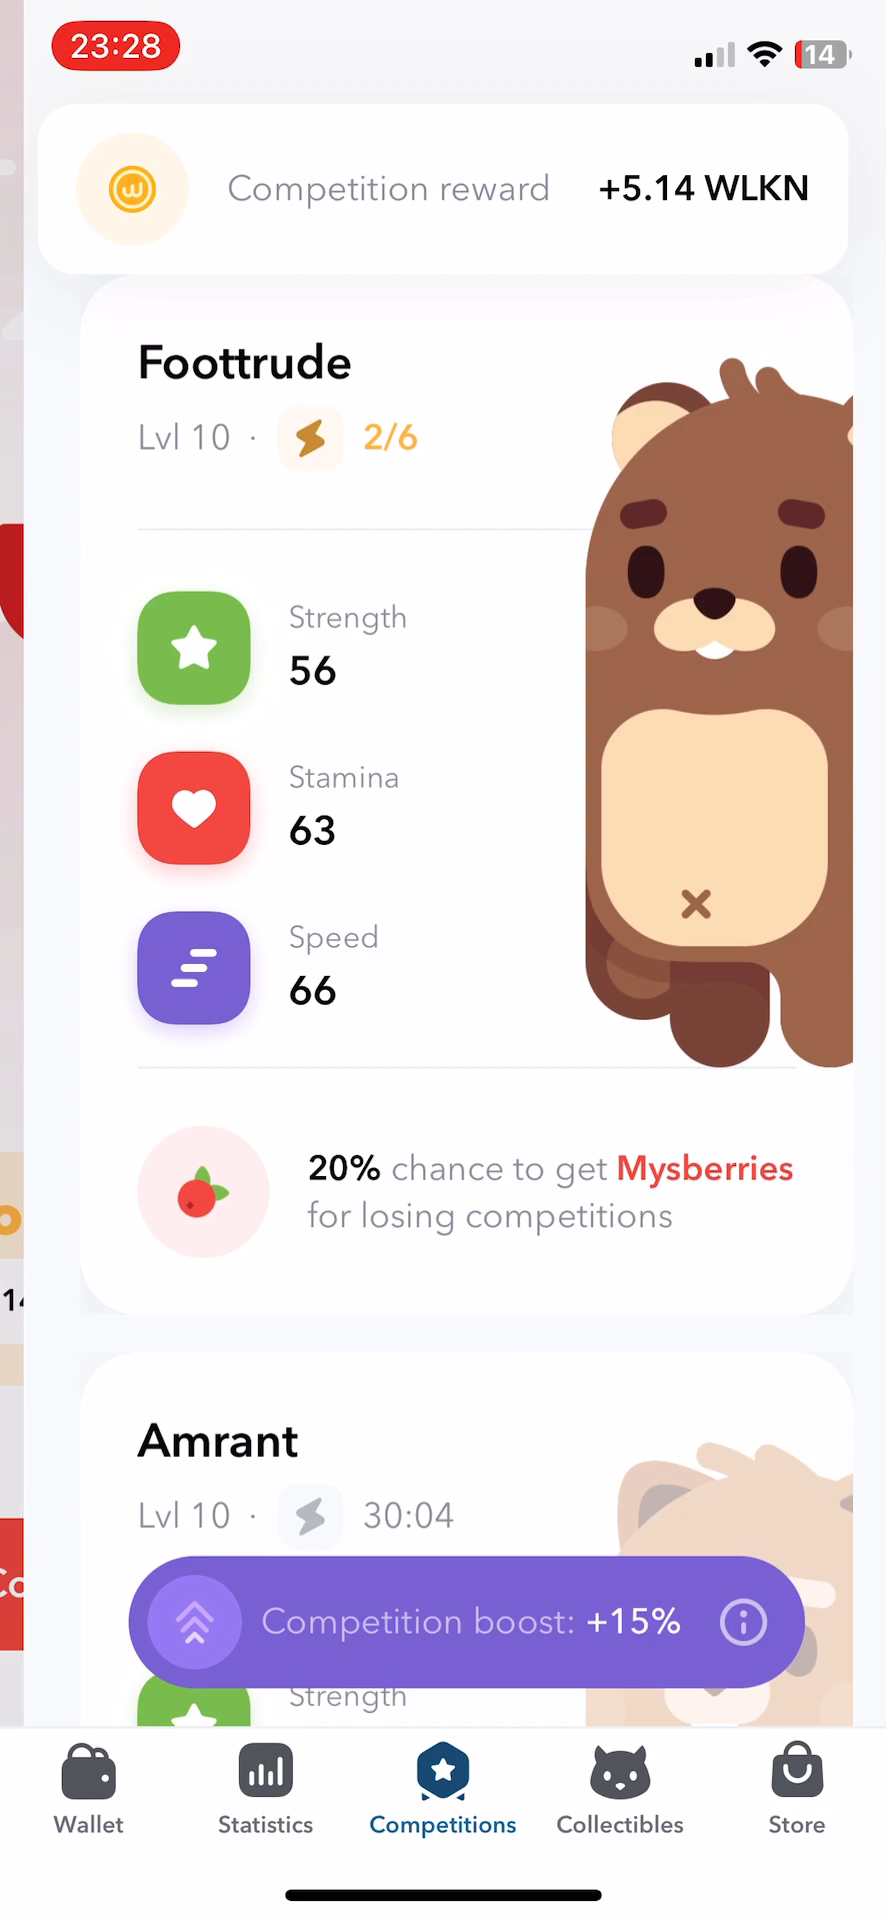 23:28
14
Competition reward
+5.14 WLKN
Foottrude
Lvl 10 · 2/6
Strength
56
Stamina
63
Speed
66
20% chance to get Mysberries
for losing competitions
Amrant
Lvl 10 · 30:04
Competition boost: +15%
Strength
Wallet
Statistics
Competitions
Collectibles
Store